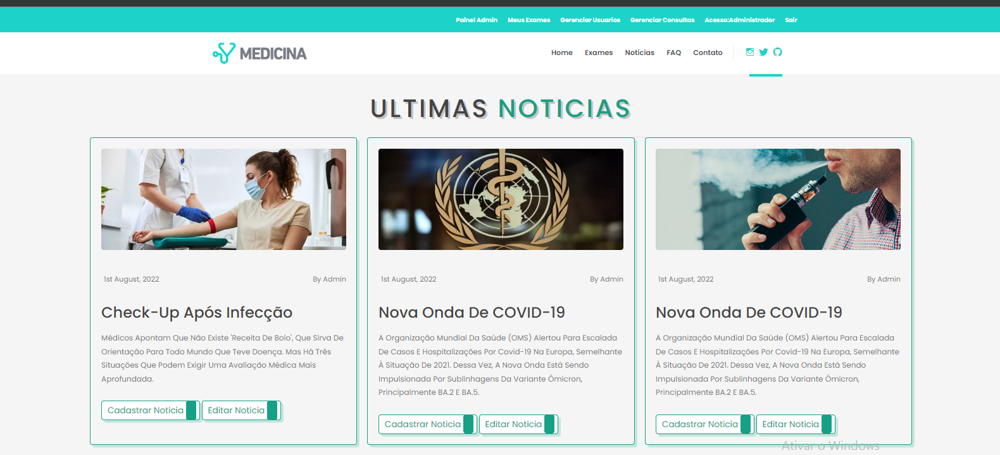 Painel Admin Meus Exames Gerenciar Usuarios Gerenciar Consultas Acesso:Administrador Sair
MEDICINA Home Exames Noticias FAQ Contato
ULTIMAS NOTICIAS
1st August, 2022 By Admin
Check-Up Após Infecção
Médicos Apontam Que Não Existe 'Receita De Bolo', Que Sirva De
Orientação Para Todo Mundo Que Teve Doença. Mas Há Três
Situações Que Podem Exigir Uma Avaliação Médica Mais
Aprofundada.
Cadastrar Noticia Editar Noticia
1st August, 2022 By Admin
Nova Onda De COVID-19
A Organização Mundial Da Saúde (OMS) Alertou Para Escalada
De Casos E Hospitalizações Por Covid-19 Na Europa, Semelhante
À Situação De 2021. Dessa Vez, A Nova Onda Está Sendo
Impulsionada Por Sublinhagens Da Variante Ômicron,
Principalmente BA.2 E BA.5.
Cadastrar Noticia Editar Noticia
1st August, 2022 By Admin
Nova Onda De COVID-19
A Organização Mundial Da Saúde (OMS) Alertou Para Escalada
De Casos E Hospitalizações Por Covid-19 Na Europa, Semelhante
À Situação De 2021. Dessa Vez, A Nova Onda Está Sendo
Impulsionada Por Sublinhagens Da Variante Ômicron,
Principalmente BA.2 E BA.5.
Cadastrar Noticia Editar Noticia
Ativar o Windows